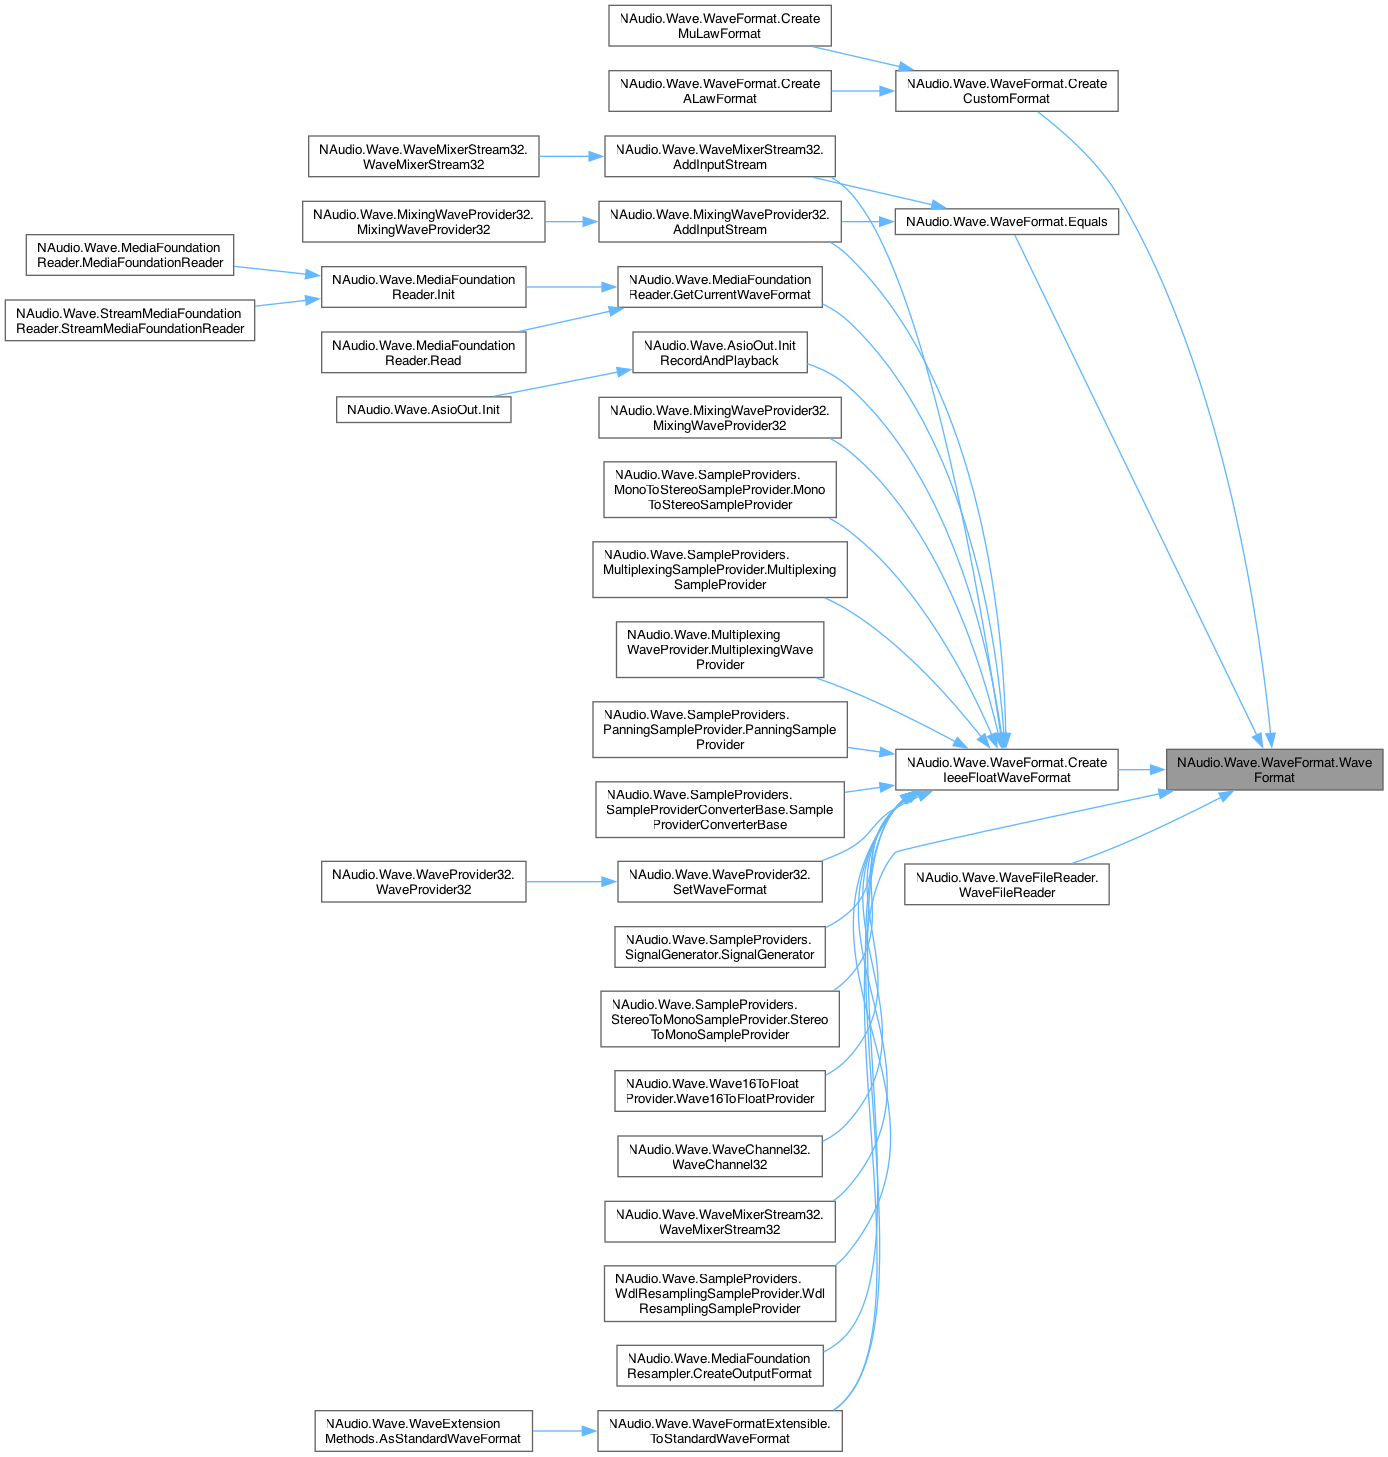 NAudio.Wave.WaveFormat.Create
MuLawFormat
NAudio.Wave.WaveFormat.Create
ALawFormat
NAudio.Wave.WaveFormat.Create
CustomFormat
NAudio.Wave.WaveMixerStream32.
WaveMixerStream32
NAudio.Wave.WaveMixerStream32.
AddInputStream
NAudio.Wave.MixingWaveProvider32.
MixingWaveProvider32
NAudio.Wave.MixingWaveProvider32.
AddInputStream
NAudio.Wave.WaveFormat.Equals
NAudio.Wave.MediaFoundation
Reader.MediaFoundationReader
NAudio.Wave.StreamMediaFoundation
Reader.StreamMediaFoundationReader
NAudio.Wave.MediaFoundation
Reader.Init
NAudio.Wave.MediaFoundation
Reader.GetCurrentWaveFormat
NAudio.Wave.MediaFoundation
Reader.Read
NAudio.Wave.AsioOut.Init
RecordAndPlayback
NAudio.Wave.AsioOut.Init
NAudio.Wave.MixingWaveProvider32.
MixingWaveProvider32
NAudio.Wave.SampleProviders.
MonoToStereoSampleProvider.Mono
ToStereoSampleProvider
NAudio.Wave.SampleProviders.
MultiplexingSampleProvider.Multiplexing
SampleProvider
NAudio.Wave.Multiplexing
WaveProvider.MultiplexingWave
Provider
NAudio.Wave.SampleProviders.
PanningSampleProvider.PanningSample
Provider
NAudio.Wave.WaveFormat.Create
IeeeFloatWaveFormat
NAudio.Wave.WaveFormat.Wave
Format
NAudio.Wave.SampleProviders.
SampleProviderConverterBase.Sample
ProviderConverterBase
NAudio.Wave.WaveProvider32.
WaveProvider32
NAudio.Wave.WaveProvider32.
SetWaveFormat
NAudio.Wave.WaveFileReader.
WaveFileReader
NAudio.Wave.SampleProviders.
SignalGenerator.SignalGenerator
NAudio.Wave.SampleProviders.
StereoToMonoSampleProvider.Stereo
ToMonoSampleProvider
NAudio.Wave.Wave16ToFloat
Provider.Wave16ToFloatProvider
NAudio.Wave.WaveChannel32.
WaveChannel32
NAudio.Wave.WaveMixerStream32.
WaveMixerStream32
NAudio.Wave.SampleProviders.
WdlResamplingSampleProvider.Wdl
ResamplingSampleProvider
NAudio.Wave.MediaFoundation
Resampler.CreateOutputFormat
NAudio.Wave.WaveExtension
Methods.AsStandardWaveFormat
NAudio.Wave.WaveFormatExtensible.
ToStandardWaveFormat